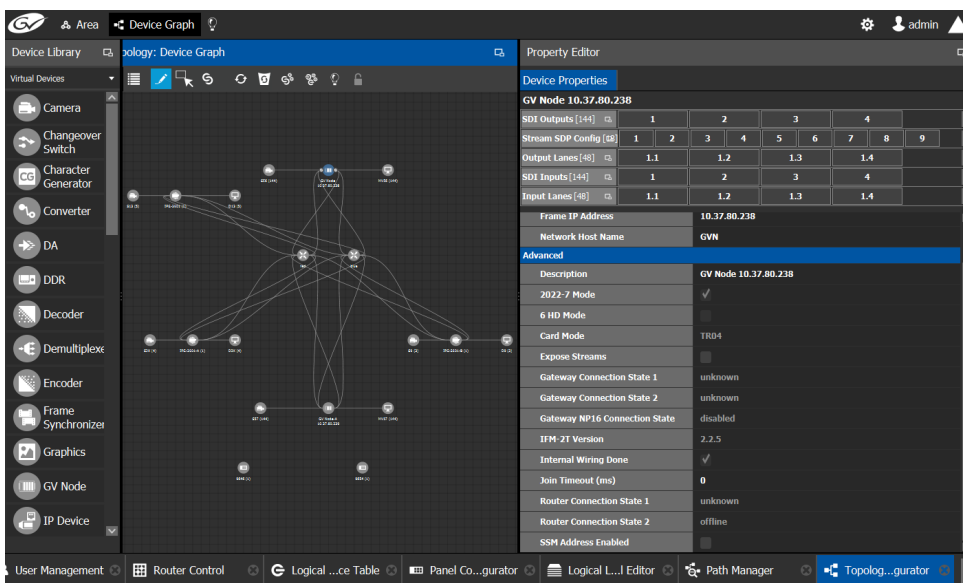 GV Area Device Graph admin
Device Library
pology: Device Graph
Property Editor
Virtual Devices
Camera
Changeover
Switch
Character
Generator
Converter
DA
DDR
Decoder
Demultiplexe
Encoder
Frame
Synchronizer
Graphics
GV Node
IP Device
CG
GV Node
10.37.80.238
Device Properties
GV Node 10.37.80.238
SDI Outputs [144] 1 2 3 4
Stream SDP Config 1 2 3 4 5 6 7 8 9
Output Lanes [48] 1.1 1.2 1.3 1.4
SDI Inputs [144] 1 2 3 4
Input Lanes [48] 1.1 1.2 1.3 1.4
Frame IP Address 10.37.80.238
Network Host Name GVN
Advanced
Description GV Node 10.37.80.238
2022-7 Mode
6 HD Mode
Card Mode TRD4
Expose Streams
Gateway Connection State 1 unknown
Gateway Connection State 2 unknown
Gateway NP16 Connection State disabled
IFM-2T Version 2.2.5
Internal Wiring Done
Join Timeout (ms) 0
Router Connection State 1 unknown
Router Connection State 2 offline
SSM Address Enabled
User Management Router Control Logical ...ce Table Panel Co...gurator Logical L...l Editor Path Manager Topolog...gurator